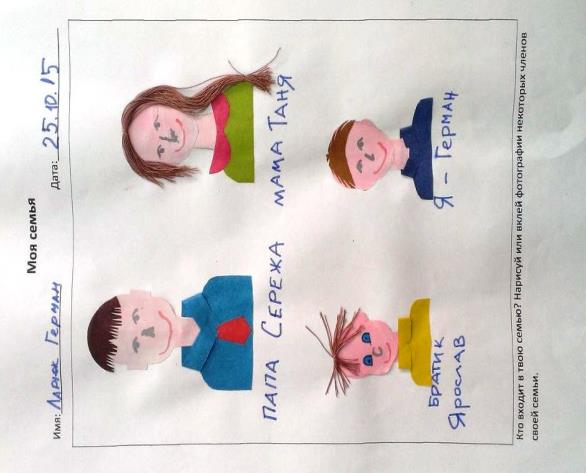 Моя семья
Имя: Ларюк Герман Дата: 25.10.15
ПАПА СЕРЕЖА
МАМА ТАНЯ
БРАТИК
ЯРОСЛАВ
Я - ГЕРМАН
Кто входит в твою семью? Нарисуй или вклей фотографии некоторых членов
своей семьи.